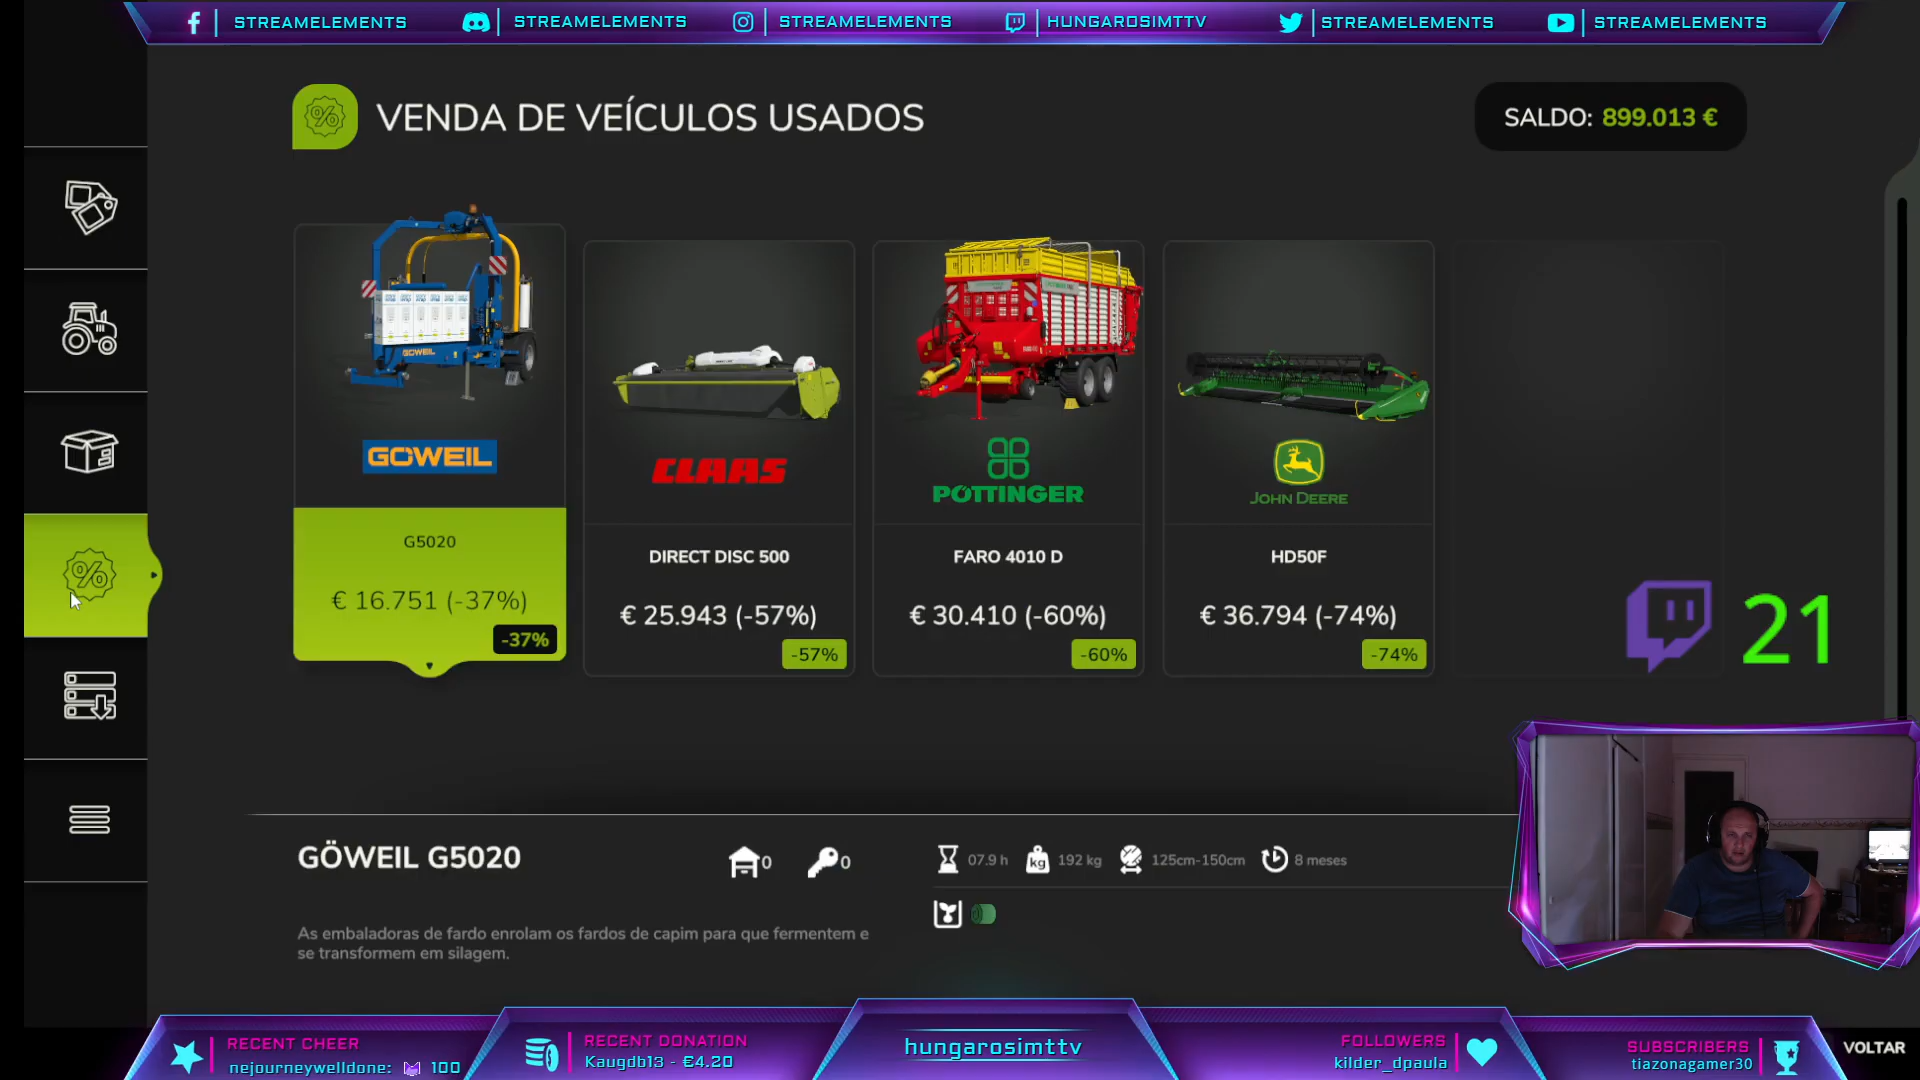 STREAMELEMENTS
STREAMELEMENTS
STREAMELEMENTS
HUNGAROSIMTTV
STREAMELEMENTS
STREAMELEMENTS
VENDA DE VEÍCULOS USADOS
SALDO: 899.013 €
GÖWEIL
GÖWEIL
CLAAS
PÖTTINGER
JOHN DEERE
G5020
€ 16.751 (-37%)
-37%
DIRECT DISC 500
€ 25.943 (-57%)
-57%
FARO 4010 D
€ 30.410 (-60%)
-60%
HD50F
€ 36.794 (-74%)
-74%
21
GÖWEIL G5020
0
0
07.9 h
kg
192 kg
125cm-150cm
8 meses
As embaladoras de fardo enrolam os fardos de capim para que fermentem e
se transformem em silagem.
RECENT CHEER
nejourneywelldone: 100
RECENT DONATION
Kaugdb13 - €4.20
hungarosimttv
FOLLOWERS
kilder_dpaula
SUBSCRIBERS
tiazonagamer30
VOLTAR